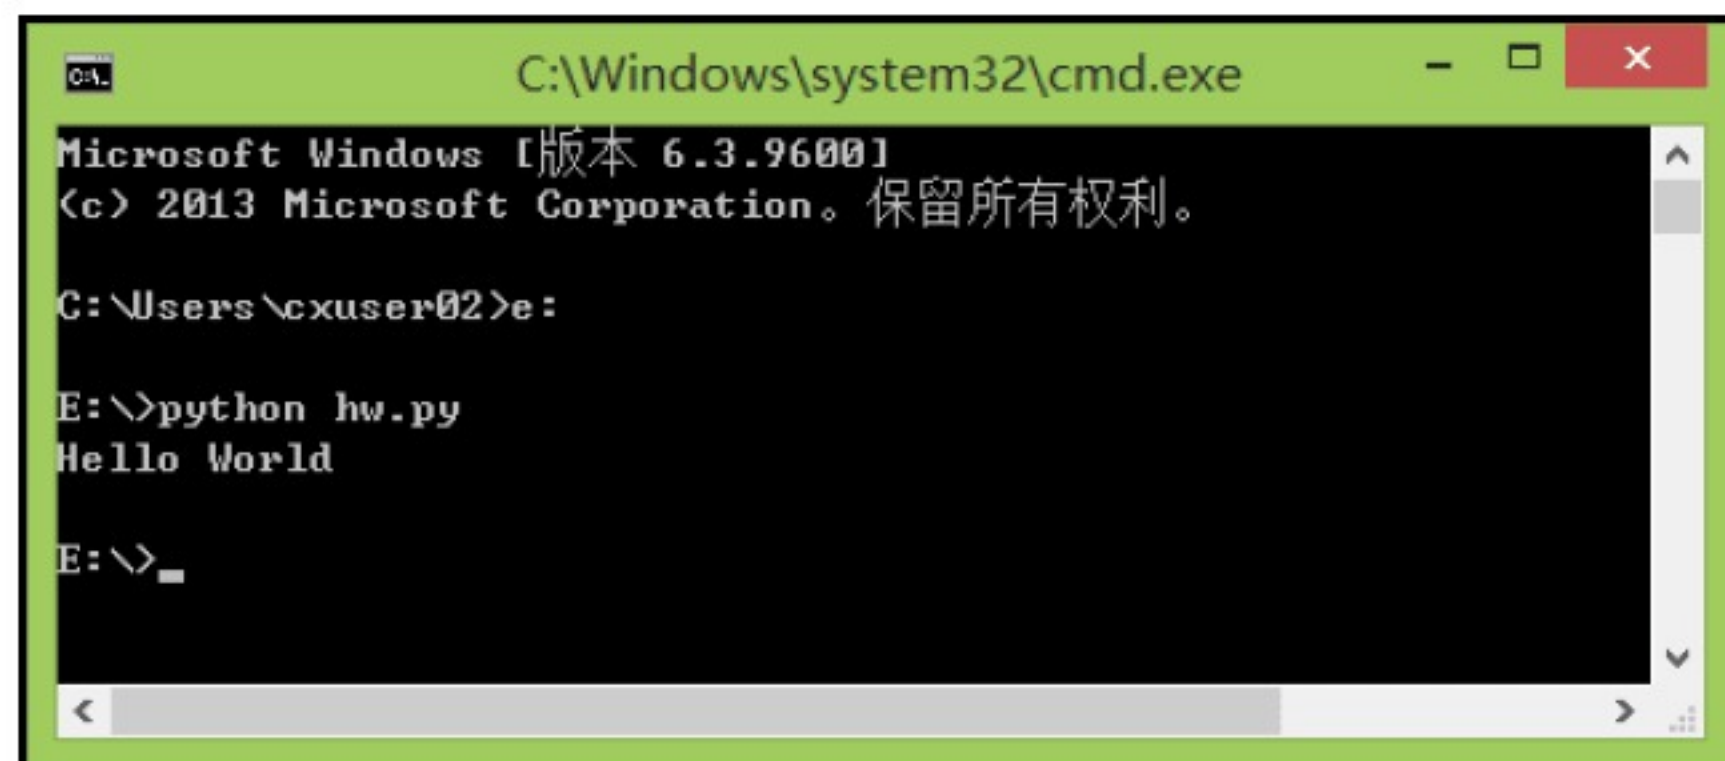 C:\Windows\system32\cmd.exe
Microsoft Windows [版本 6.3.9600]
(c) 2013 Microsoft Corporation。保留所有权利。
C:\Users\cxuser02>e:
E:\>python hw.py
Hello World
E:\>_